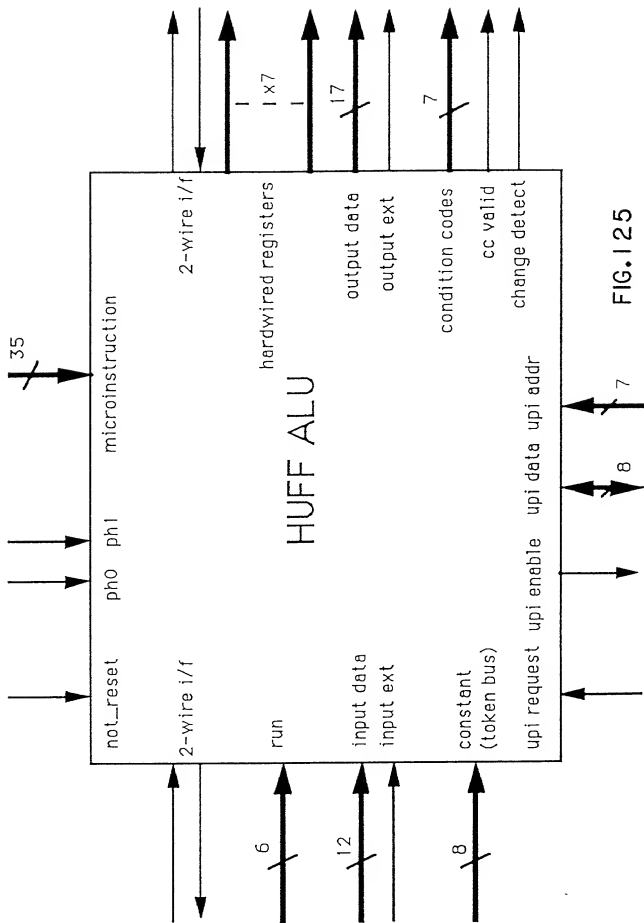 35
not_reset
ph0
ph1
microinstruction
2-wire i/f
2-wire i/f
run
6
hardwired registers
1x7
HUFF ALU
input data
12
input ext
output data
17
output ext
constant
(token bus)
8
condition codes
7
cc valid
change detect
upi request
upi enable
upi data
upi addr
8
7
FIG.125